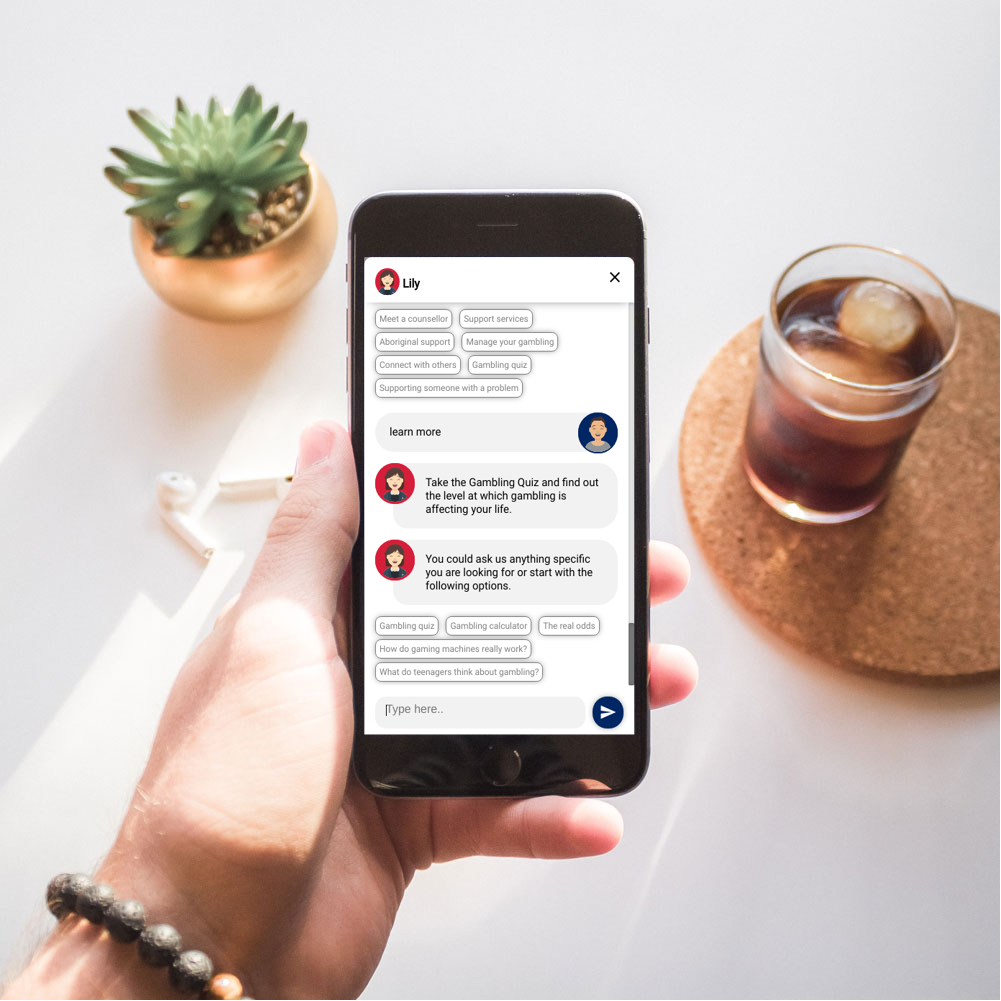 Lily
Meet a counsellor Support services
Aboriginal support Manage your gambling
Connect with others Gambling quiz
Supporting someone with a problem
learn more
Take the Gambling Quiz and find out
the level at which gambling is
affecting your life.
You could ask us anything specific
you are looking for or start with the
following options.
Gambling quiz Gambling calculator The real odds
How do gaming machines really work?
What do teenagers think about gambling?
Type here..